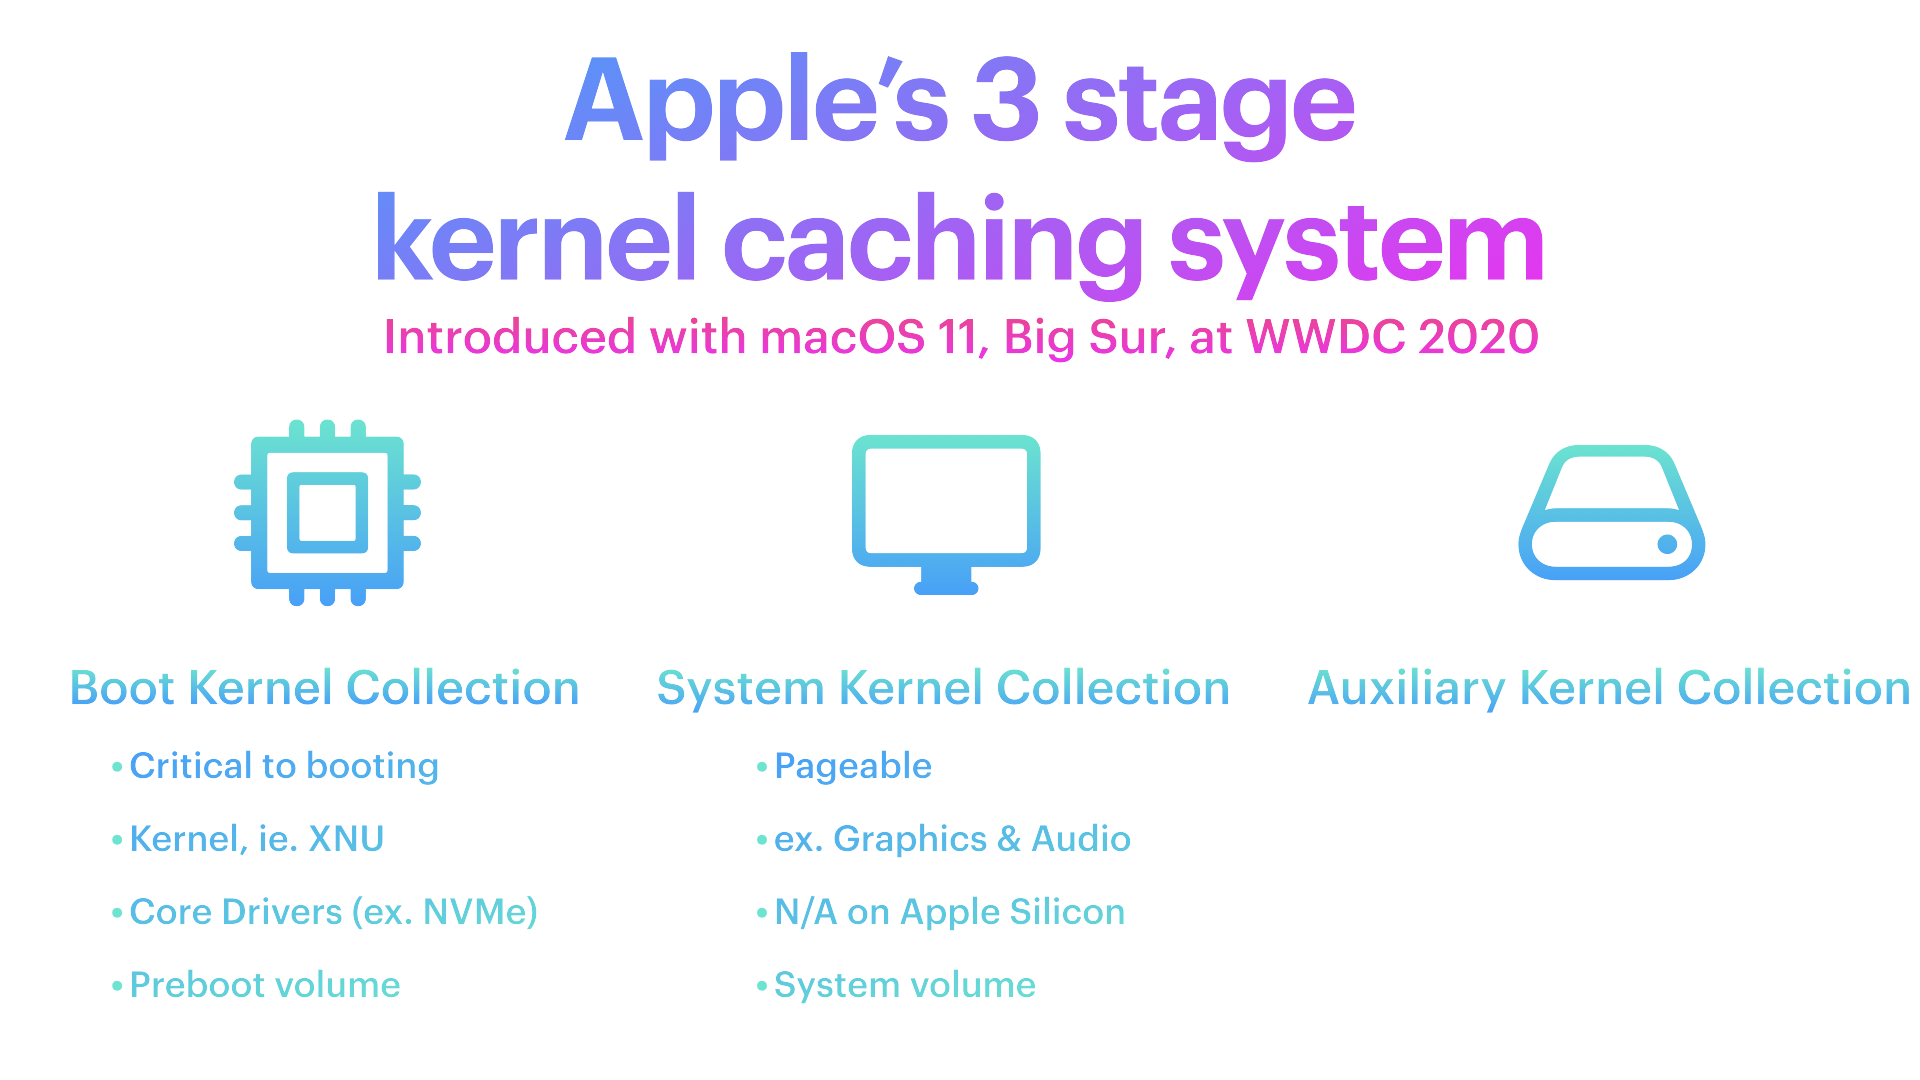 Apple’s 3 stage
kernel caching system
Introduced with macOS 11, Big Sur, at WWDC 2020
Boot Kernel Collection
• Critical to booting
• Kernel, ie. XNU
• Core Drivers (ex. NVMe)
• Preboot volume
System Kernel Collection
• Pageable
• ex. Graphics & Audio
• N/A on Apple Silicon
• System volume
Auxiliary Kernel Collection